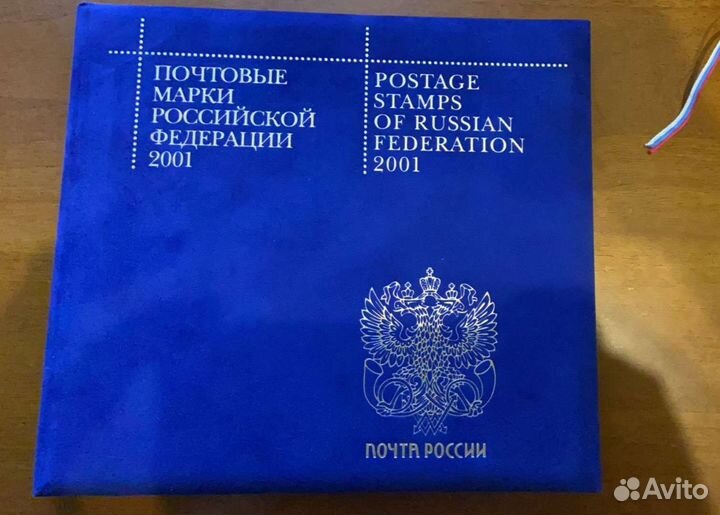 ПОЧТОВЫЕ
МАРКИ
РОССИЙСКОЙ
ФЕДЕРАЦИИ
2001
POSTAGE
STAMPS
OF RUSSIAN
FEDERATION
2001
ПОЧТА РОССИИ
Avito